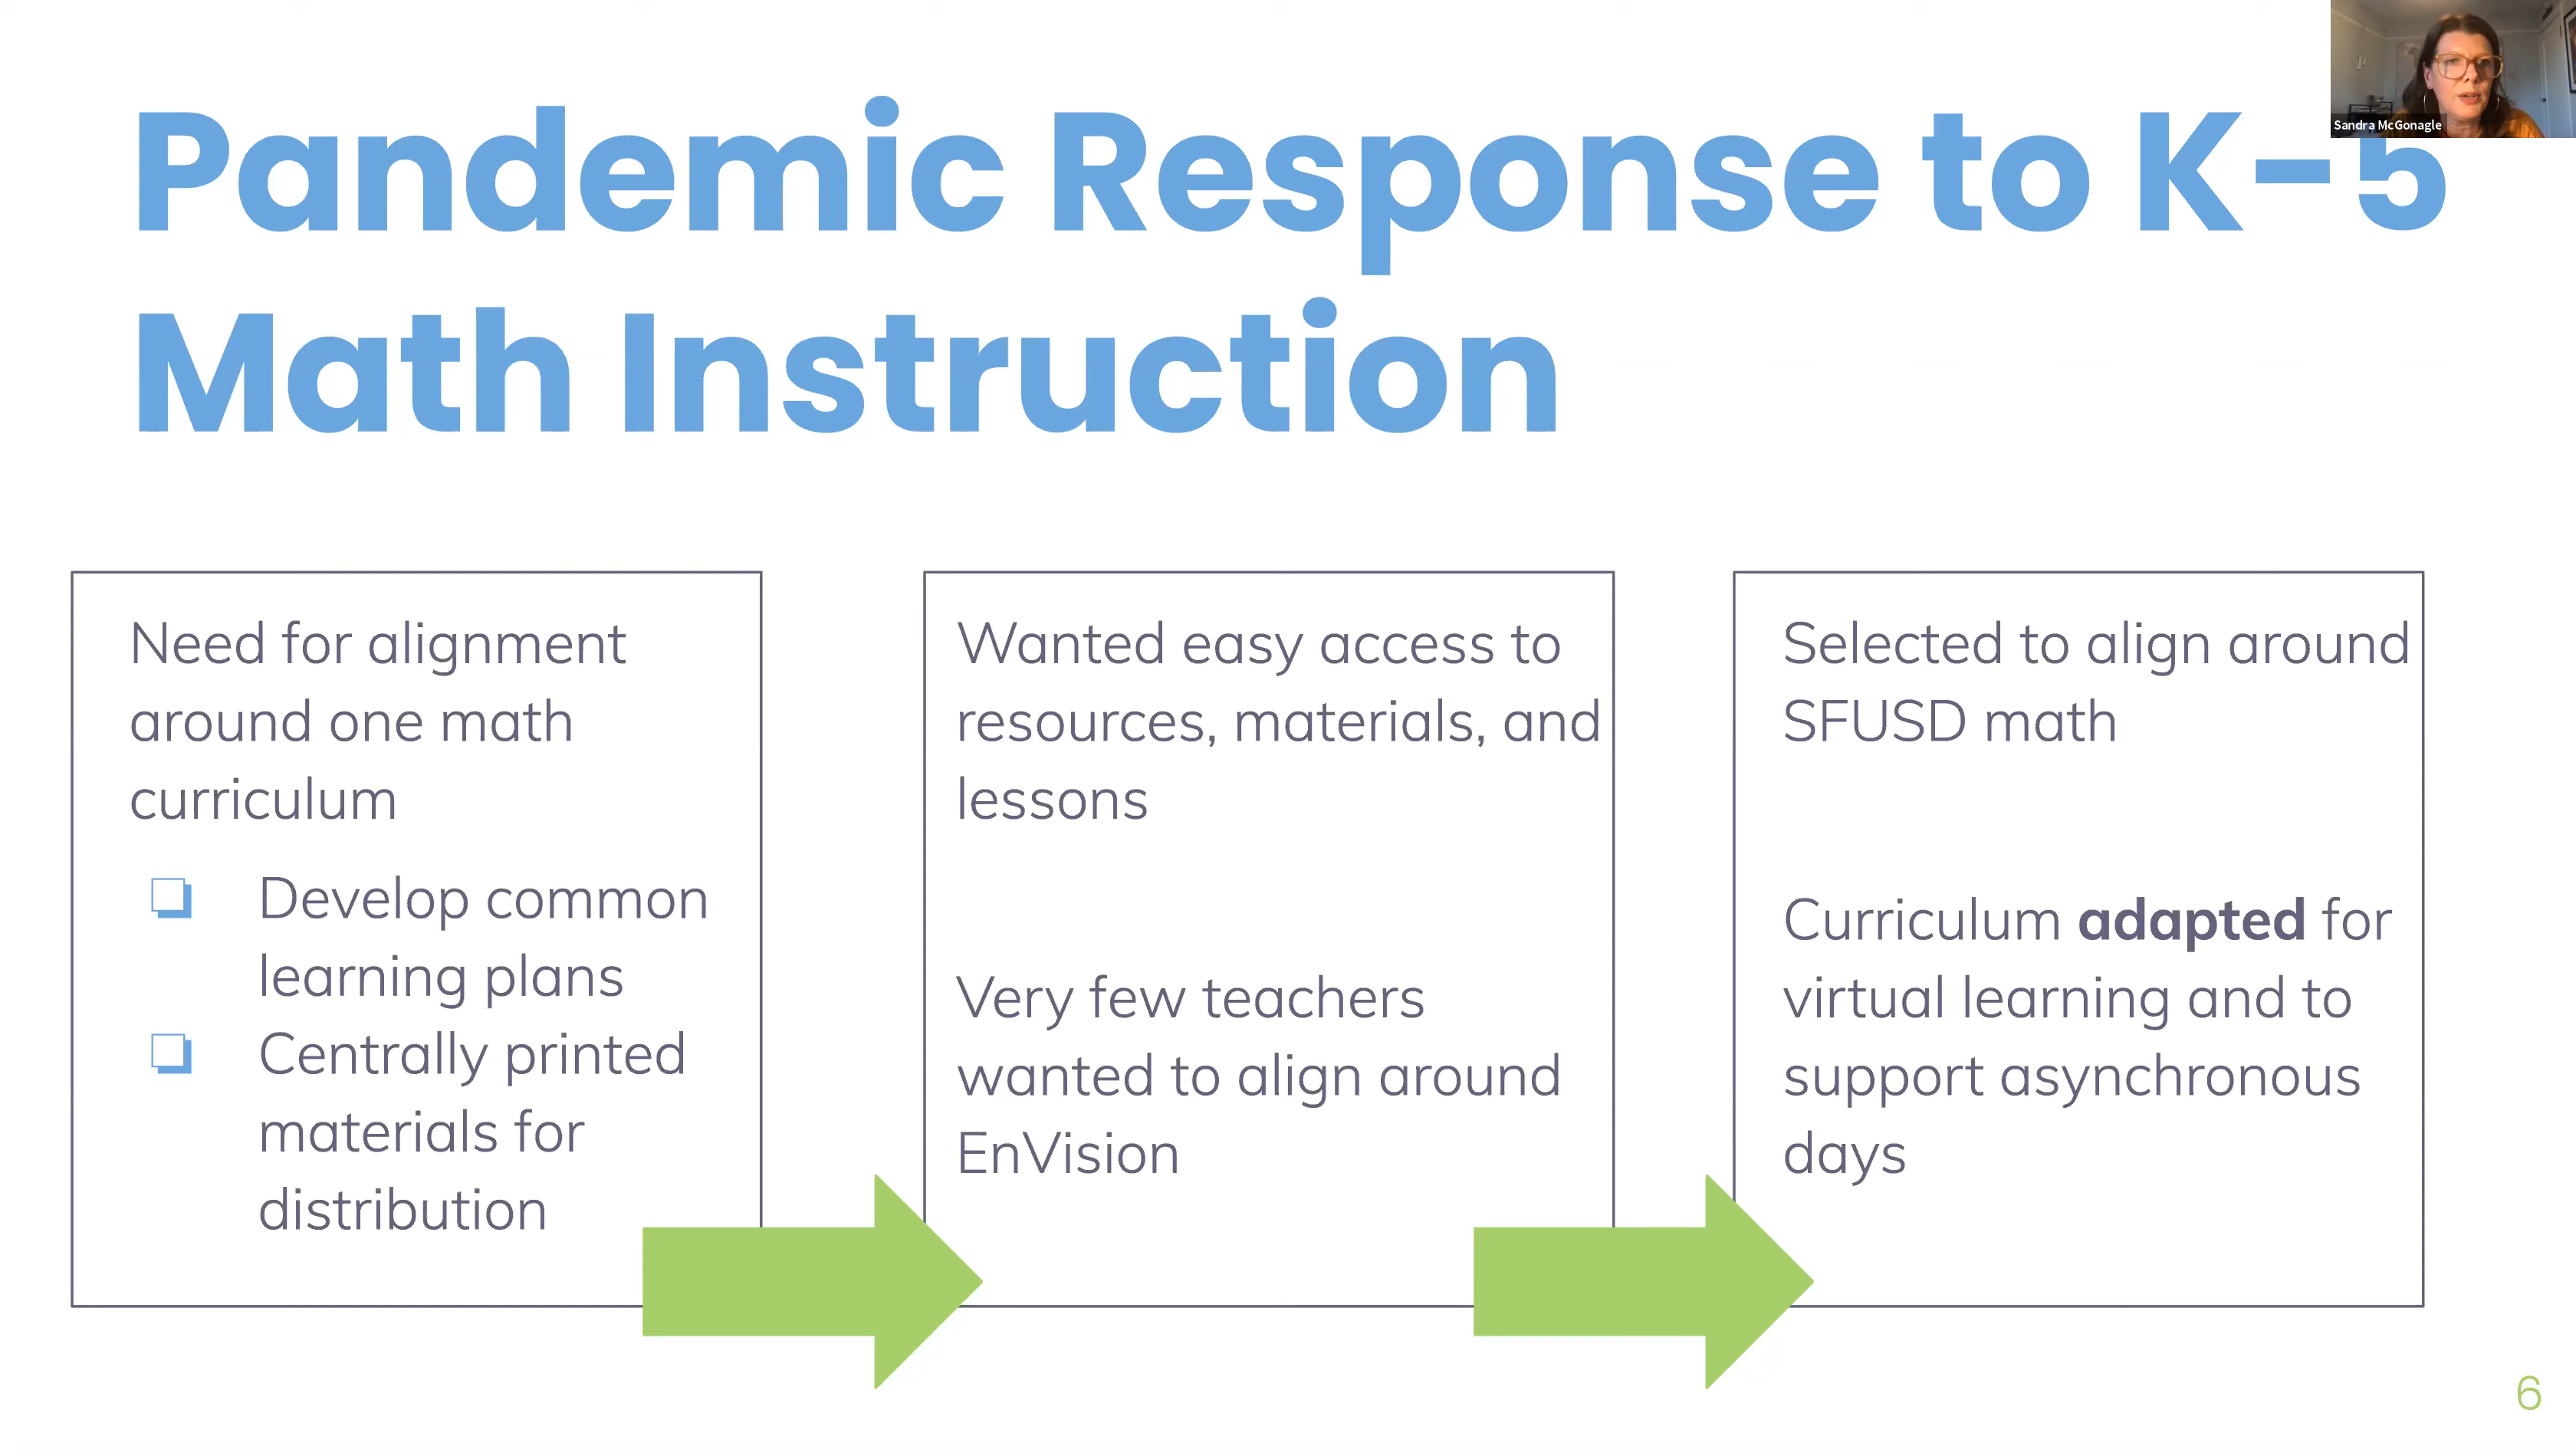 Sandra McGonagle
Pandemic Response to K-5
Math Instruction
Need for alignment
around one math
curriculum
Develop common
learning plans
Centrally printed
materials for
distribution
Wanted easy access to
resources, materials, and
lessons
Very few teachers
wanted to align around
EnVision
Selected to align around
SFUSD math
Curriculum adapted for
virtual learning and to
support asynchronous
days
6